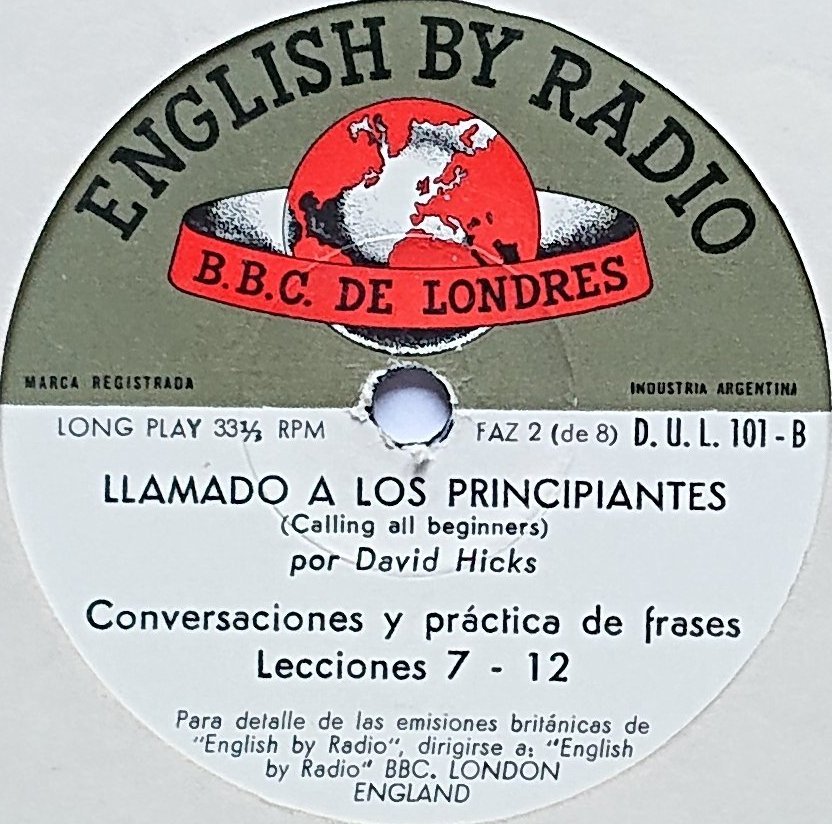 ENGLISH BY RADIO
B.B.C. DE LONDRES
MARCA REGISTRADA
INDUSTRIA ARGENTINA
LONG PLAY 33⅓ RPM
FAZ 2 (de 8) D.U.L. 101-B
LLAMADO A LOS PRINCIPIANTES
(Calling all beginners)
por David Hicks
Conversaciones y práctica de frases
Lecciones 7 - 12
Para detalle de las emisiones británicas de
"English by Radio", dirigirse a: "English
by Radio" BBC. LONDON
ENGLAND